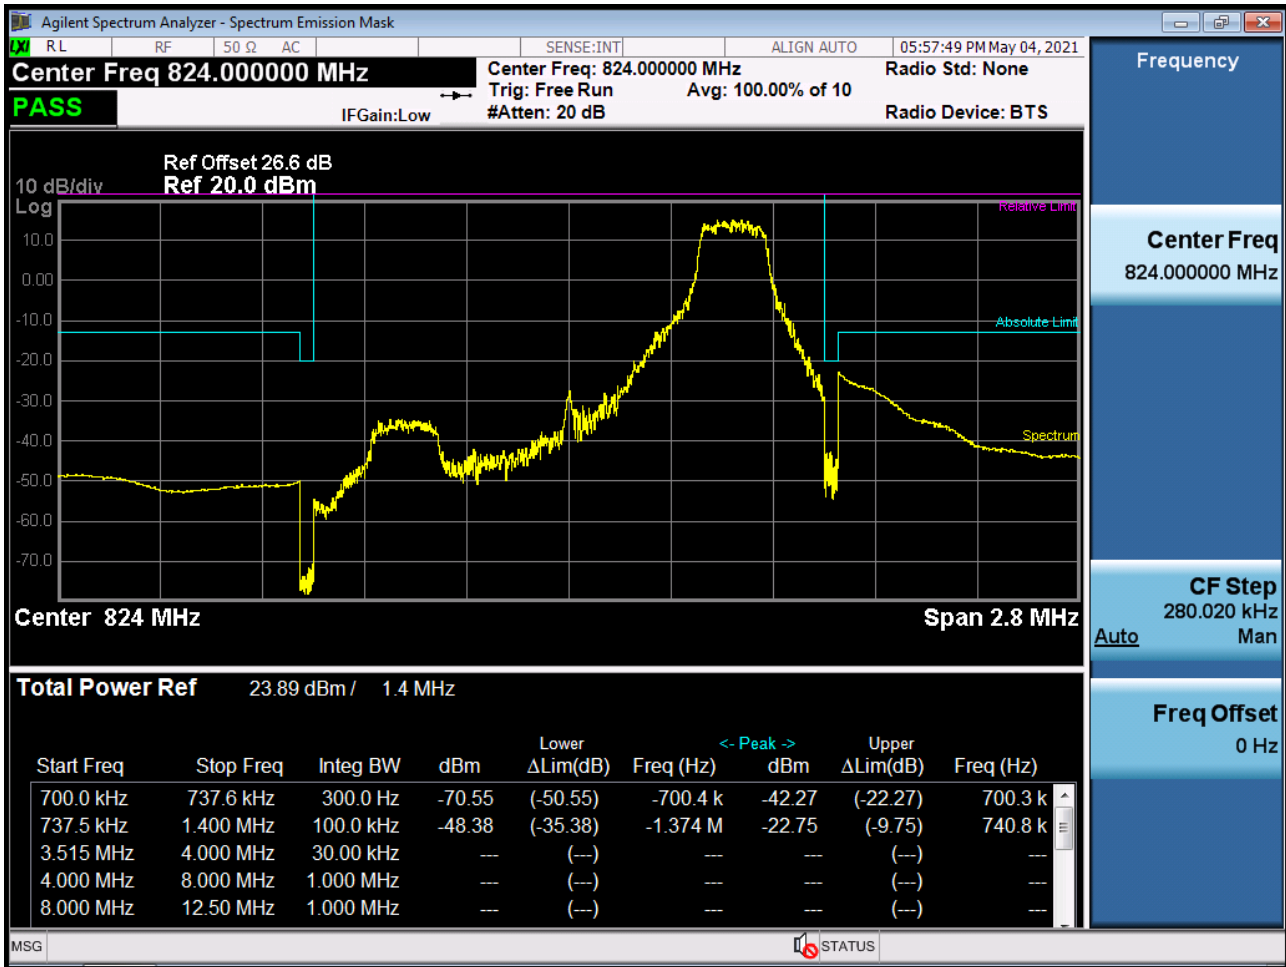 Agilent Spectrum Analyzer - Spectrum Emission Mask
LXI RL RF 50 Ω AC SENSE:INT ALIGN AUTO 05:57:49 PM May 04, 2021
Center Freq 824.000000 MHz
Center Freq: 824.000000 MHz Radio Std: None
Trig: Free Run Avg: 100.00% of 10
PASS
IFGain:Low #Atten: 20 dB Radio Device: BTS
Ref Offset 26.6 dB
10 dB/div Ref 20.0 dBm
Log
Relative Limit
10.0
0.00
-10.0
Absolute Limit
-20.0
-30.0
-40.0
Spectrum
-50.0
-60.0
-70.0
Center 824 MHz Span 2.8 MHz
Total Power Ref 23.89 dBm / 1.4 MHz
Lower <- Peak -> Upper
Start Freq Stop Freq Integ BW dBm ΔLim(dB) Freq (Hz) dBm ΔLim(dB) Freq (Hz)
700.0 kHz 737.6 kHz 300.0 Hz -70.55 (-50.55) -700.4 k -42.27 (-22.27) 700.3 k
737.5 kHz 1.400 MHz 100.0 kHz -48.38 (-35.38) -1.374 M -22.75 (-9.75) 740.8 k
3.515 MHz 4.000 MHz 30.00 kHz --- (---) --- --- (---) ---
4.000 MHz 8.000 MHz 1.000 MHz --- (---) --- --- (---) ---
8.000 MHz 12.50 MHz 1.000 MHz --- (---) --- --- (---) ---
MSG STATUS
Frequency
Center Freq
824.000000 MHz
CF Step
280.020 kHz
Auto Man
Freq Offset
0 Hz